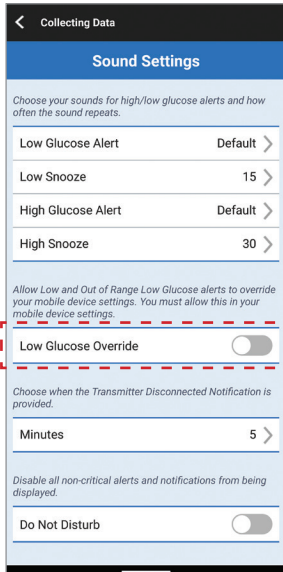 Collecting Data
Sound Settings
Choose your sounds for high/low glucose alerts and how
often the sound repeats.
Low Glucose Alert Default
Low Snooze 15
High Glucose Alert Default
High Snooze 30
Allow Low and Out of Range Low Glucose alerts to override
your mobile device settings. You must allow this in your
mobile device settings.
Low Glucose Override
Choose when the Transmitter Disconnected Notification is
provided.
Minutes 5
Disable all non-critical alerts and notifications from being
displayed.
Do Not Disturb